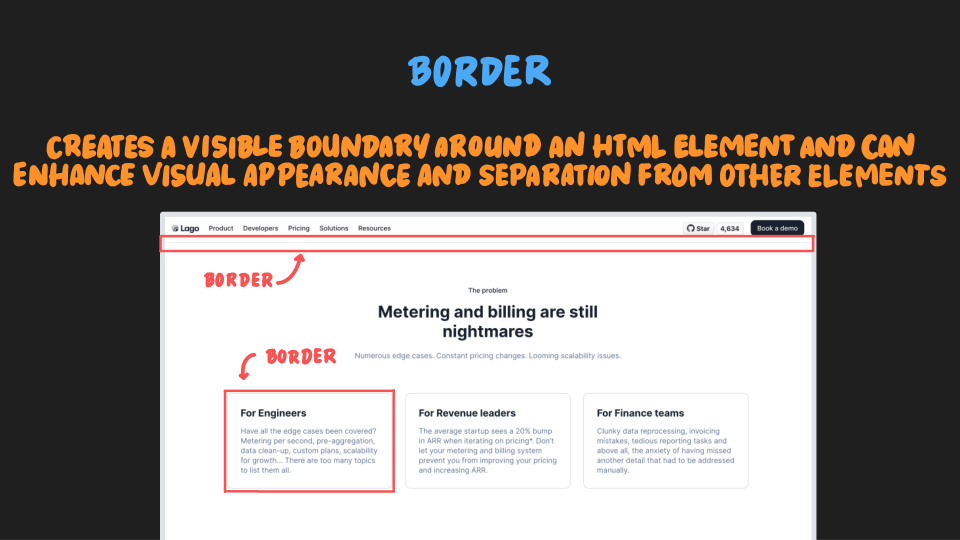 BORDER
CREATES A VISIBLE BOUNDARY AROUND AN HTML ELEMENT AND CAN
ENHANCE VISUAL APPEARANCE AND SEPARATION FROM OTHER ELEMENTS
Lago Product Developers Pricing Solutions Resources Star 4,634 Book a demo
BORDER
The problem
Metering and billing are still
nightmares
BORDER
Numerous edge cases. Constant pricing changes. Looming scalability issues.
For Engineers
Have all the edge cases been covered?
Metering per second, pre-aggregation,
data clean-up, custom plans, scalability
for growth... There are too many topics
to list them all.
For Revenue leaders
The average startup sees a 20% bump
in ARR when iterating on pricing*. Don't
let your metering and billing system
prevent you from improving your pricing
and increasing ARR.
For Finance teams
Clunky data reprocessing, invoicing
mistakes, tedious reporting tasks and
above all, the anxiety of having missed
another detail that had to be addressed
manually.